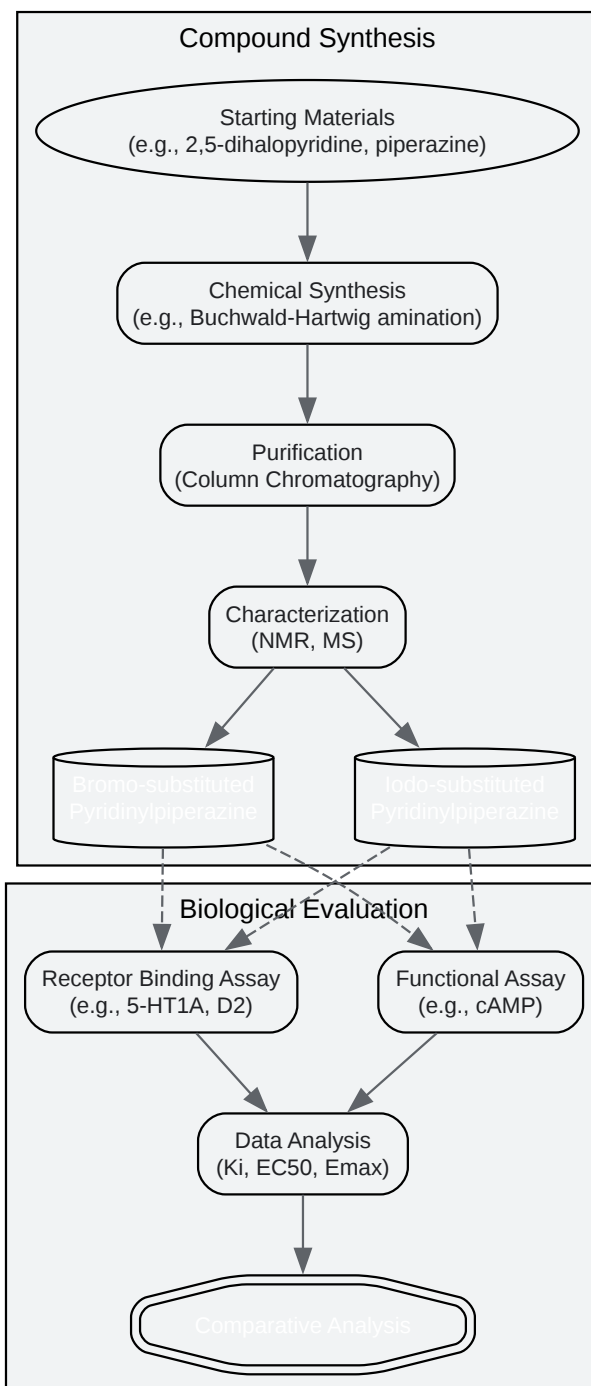 Compound Synthesis
Starting Materials
(e.g., 2,5-dihalopyridine, piperazine)
Chemical Synthesis
(e.g., Buchwald-Hartwig amination)
Purification
(Column Chromatography)
Characterization
(NMR, MS)
Bromo-substituted
Pyridinylpiperazine
Iodo-substituted
Pyridinylpiperazine
Biological Evaluation
Receptor Binding Assay
(e.g., 5-HT1A, D2)
Functional Assay
(e.g., cAMP)
Data Analysis
(Ki, EC50, Emax)
Comparative Analysis